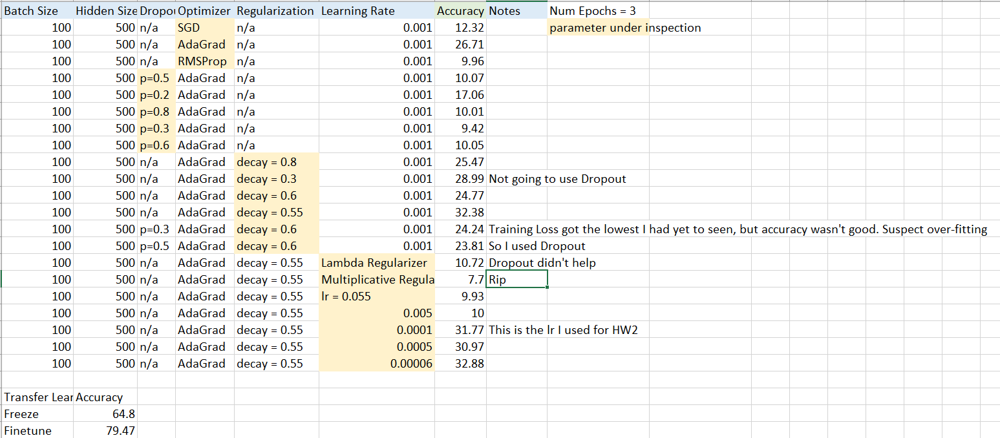 Batch Size Hidden Size Dropou Optimizer Regularization Learning Rate Accuracy Notes Num Epochs = 3
100 500 n/a SGD n/a 0.001 12.32 parameter under inspection
100 500 n/a AdaGrad n/a 0.001 26.71
100 500 n/a RMSProp n/a 0.001 9.96
100 500 p=0.5 AdaGrad n/a 0.001 10.07
100 500 p=0.2 AdaGrad n/a 0.001 17.06
100 500 p=0.8 AdaGrad n/a 0.001 10.01
100 500 p=0.3 AdaGrad n/a 0.001 9.42
100 500 p=0.6 AdaGrad n/a 0.001 10.05
100 500 n/a AdaGrad decay = 0.8 0.001 25.47
100 500 n/a AdaGrad decay = 0.3 0.001 28.99 Not going to use Dropout
100 500 n/a AdaGrad decay = 0.6 0.001 24.77
100 500 n/a AdaGrad decay = 0.55 0.001 32.38
100 500 p=0.3 AdaGrad decay = 0.6 0.001 24.24 Training Loss got the lowest I had yet to seen, but accuracy wasn't good. Suspect over-fitting
100 500 p=0.5 AdaGrad decay = 0.6 0.001 23.81 So I used Dropout
100 500 n/a AdaGrad decay = 0.55 Lambda Regularizer 10.72 Dropout didn't help
100 500 n/a AdaGrad decay = 0.55 Multiplicative Regula 7.7 Rip
100 500 n/a AdaGrad decay = 0.55 lr = 0.055 9.93
100 500 n/a AdaGrad decay = 0.55 0.005 10
100 500 n/a AdaGrad decay = 0.55 0.0001 31.77 This is the lr I used for HW2
100 500 n/a AdaGrad decay = 0.55 0.0005 30.97
100 500 n/a AdaGrad decay = 0.55 0.00006 32.88
Transfer Lear Accuracy
Freeze 64.8
Finetune 79.47